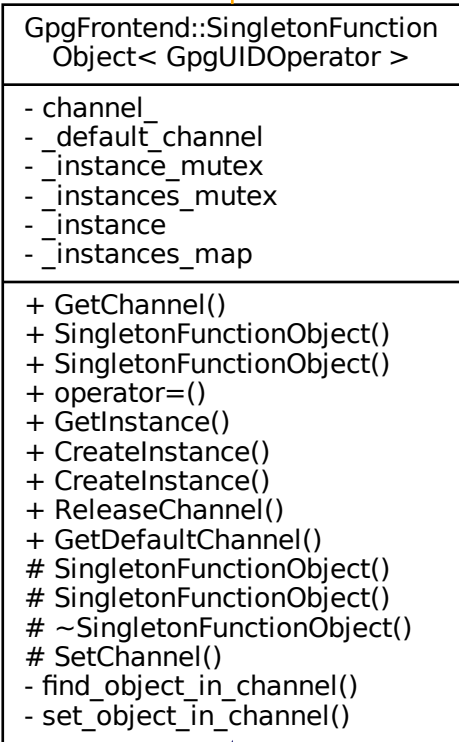 GpgFrontend::SingletonFunction
Object< GpgUIDOperator >
- channel_
- _default_channel
- _instance_mutex
- _instances_mutex
- _instance
- _instances_map
+ GetChannel()
+ SingletonFunctionObject()
+ SingletonFunctionObject()
+ operator=()
+ GetInstance()
+ CreateInstance()
+ CreateInstance()
+ ReleaseChannel()
+ GetDefaultChannel()
# SingletonFunctionObject()
# SingletonFunctionObject()
# ~SingletonFunctionObject()
# SetChannel()
- find_object_in_channel()
- set_object_in_channel()